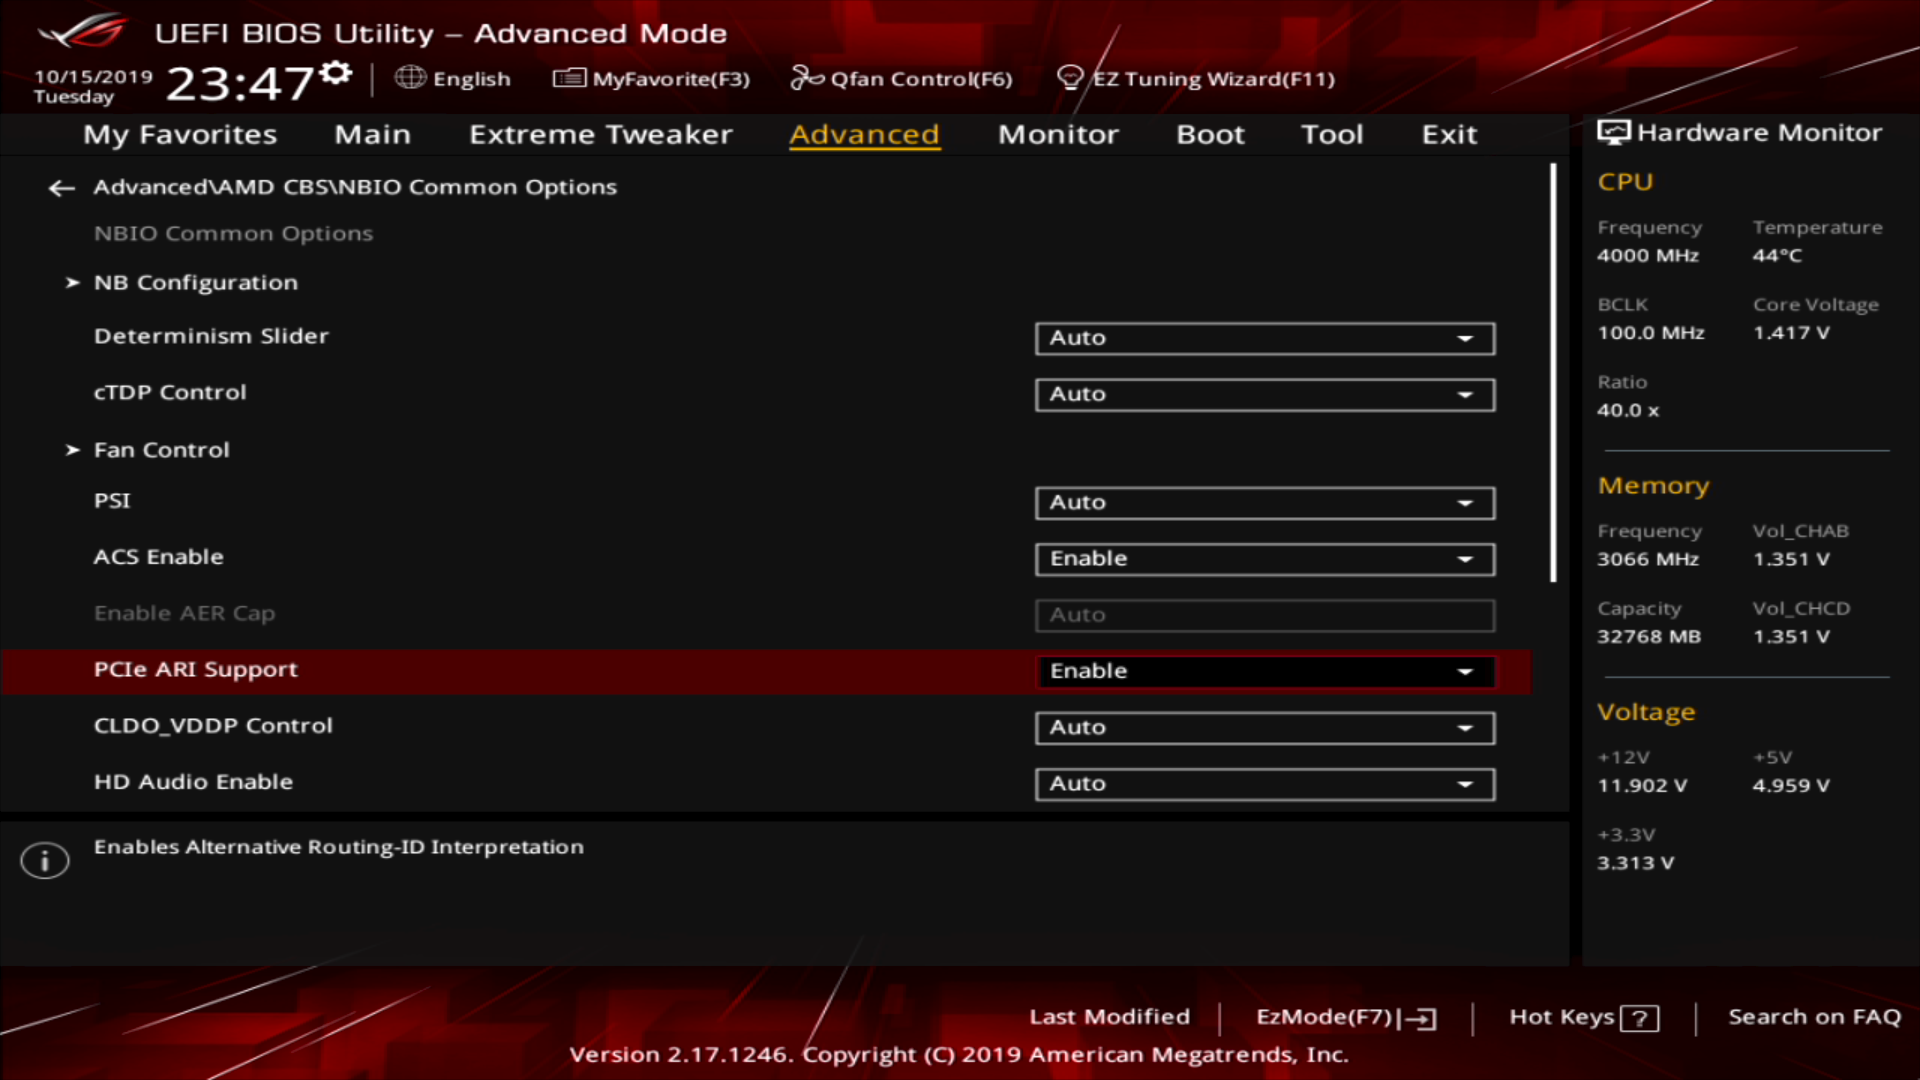 UEFI BIOS Utility – Advanced Mode
10/15/2019
Tuesday
23:47
English
MyFavorite(F3)
Qfan Control(F6)
EZ Tuning Wizard(F11)
My Favorites
Main
Extreme Tweaker
Advanced
Monitor
Boot
Tool
Exit
Advanced\AMD CBS\NBIO Common Options
NBIO Common Options
NB Configuration
Determinism Slider Auto
cTDP Control Auto
Fan Control
PSI Auto
ACS Enable Enable
Enable AER Cap Auto
PCIe ARI Support Enable
CLDO_VDDP Control Auto
HD Audio Enable Auto
Enables Alternative Routing-ID Interpretation
Hardware Monitor
CPU
Frequency Temperature
4000 MHz 44°C
BCLK Core Voltage
100.0 MHz 1.417 V
Ratio
40.0 x
Memory
Frequency Vol_CHAB
3066 MHz 1.351 V
Capacity Vol_CHCD
32768 MB 1.351 V
Voltage
+12V +5V
11.902 V 4.959 V
+3.3V
3.313 V
Last Modified
EzMode(F7)
Hot Keys ?
Search on FAQ
Version 2.17.1246. Copyright (C) 2019 American Megatrends, Inc.